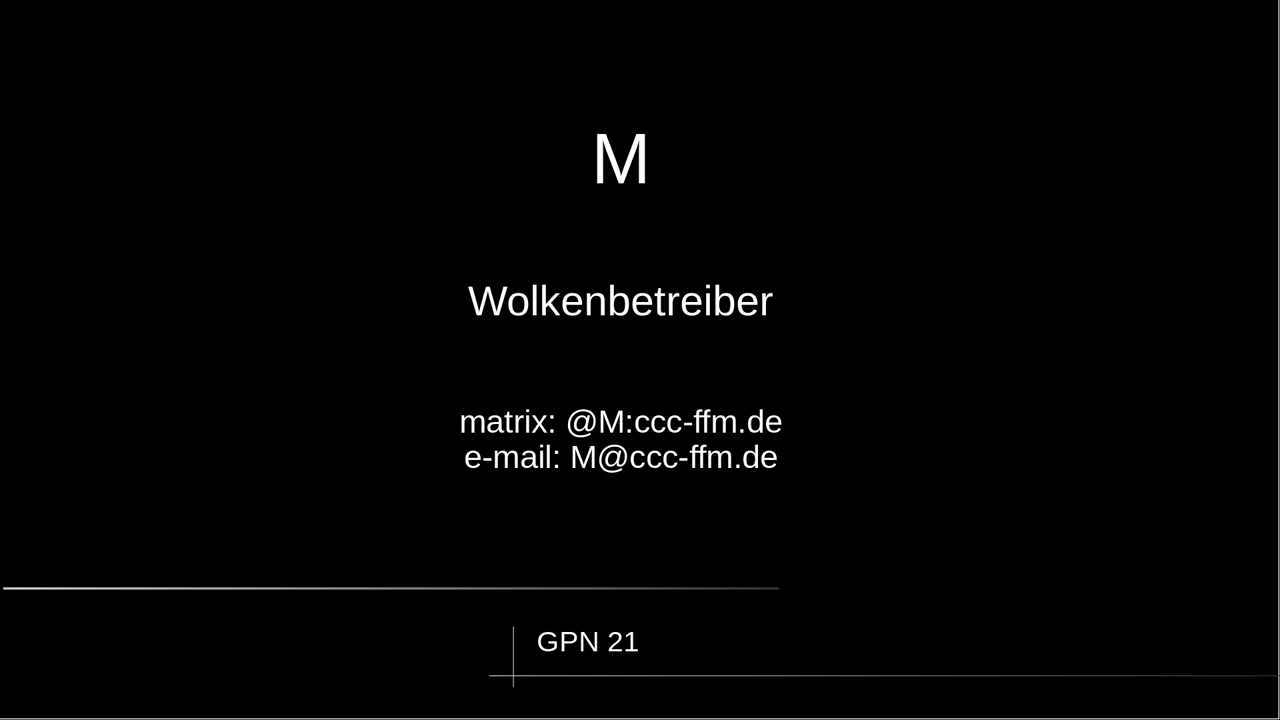 M
Wolkenbetreiber
matrix: @M:ccc-ffm.de
e-mail: M@ccc-ffm.de
GPN 21